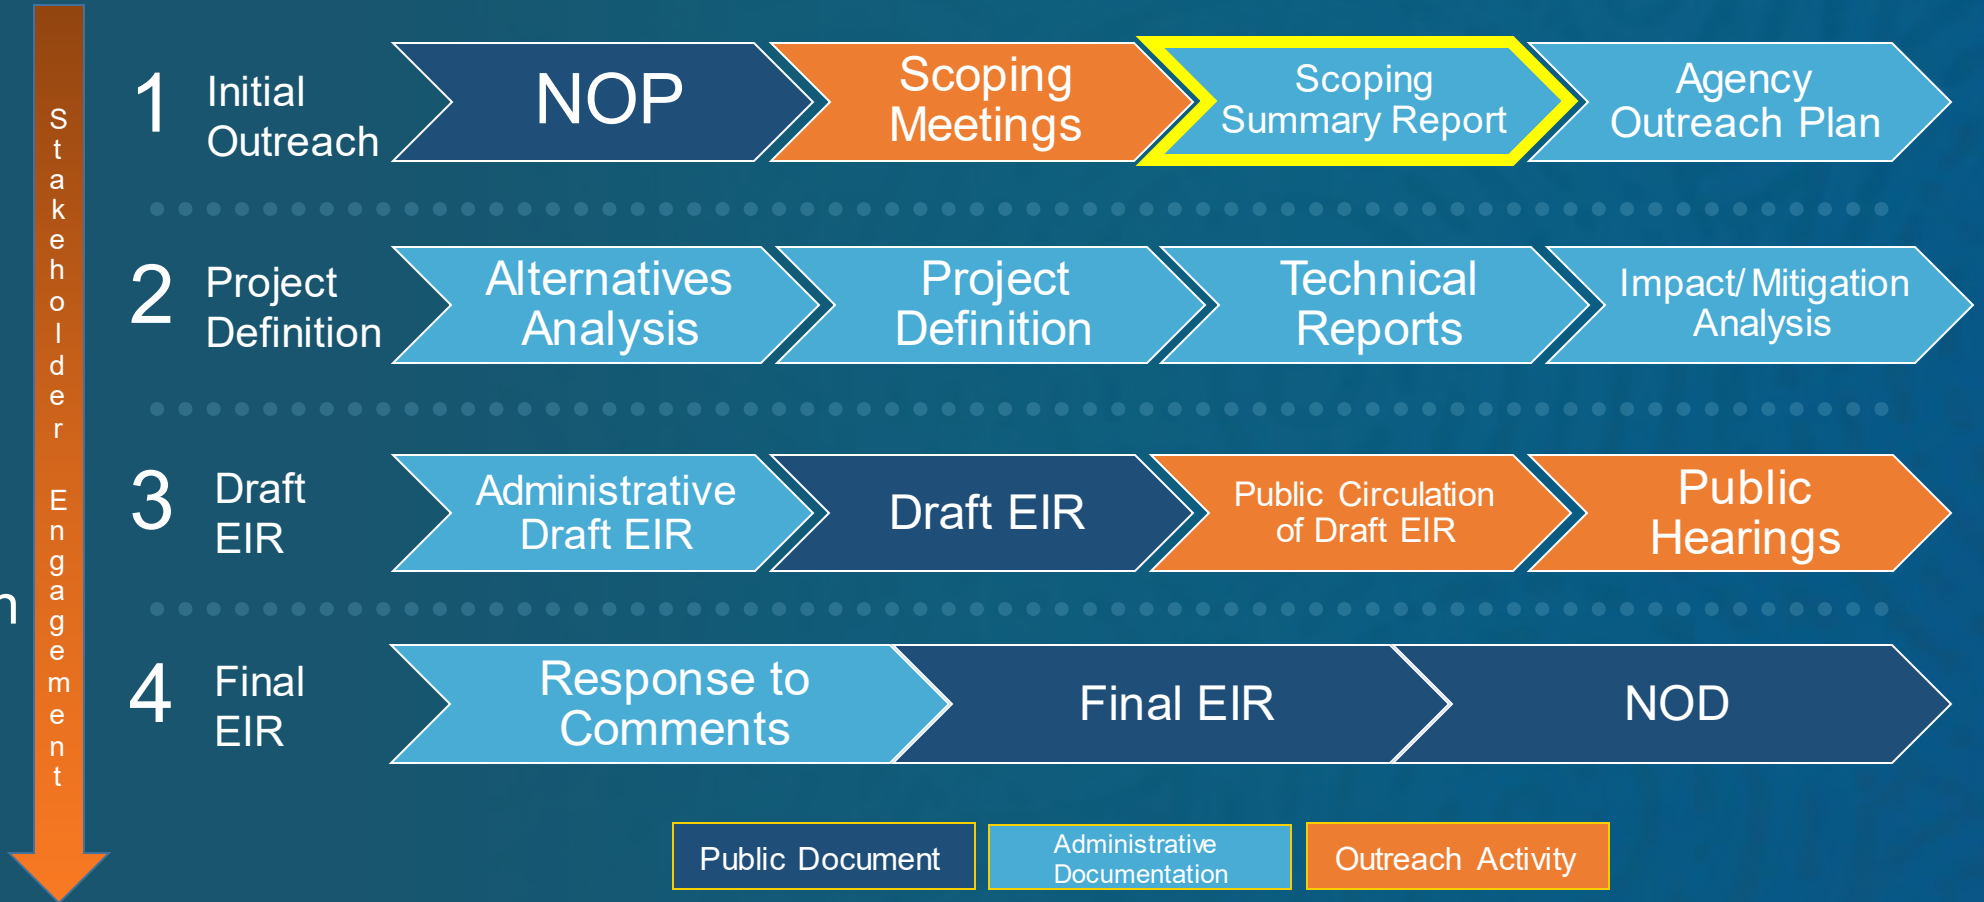 Stakeholder Engagement
1
Initial
Outreach
NOP
Scoping
Meetings
Scoping
Summary Report
Agency
Outreach Plan
2
Project
Definition
Alternatives
Analysis
Project
Definition
Technical
Reports
Impact/Mitigation
Analysis
3
Draft
EIR
Administrative
Draft EIR
Draft EIR
Public Circulation
of Draft EIR
Public
Hearings
n
4
Final
EIR
Response to
Comments
Final EIR
NOD
Public Document
Administrative
Documentation
Outreach Activity